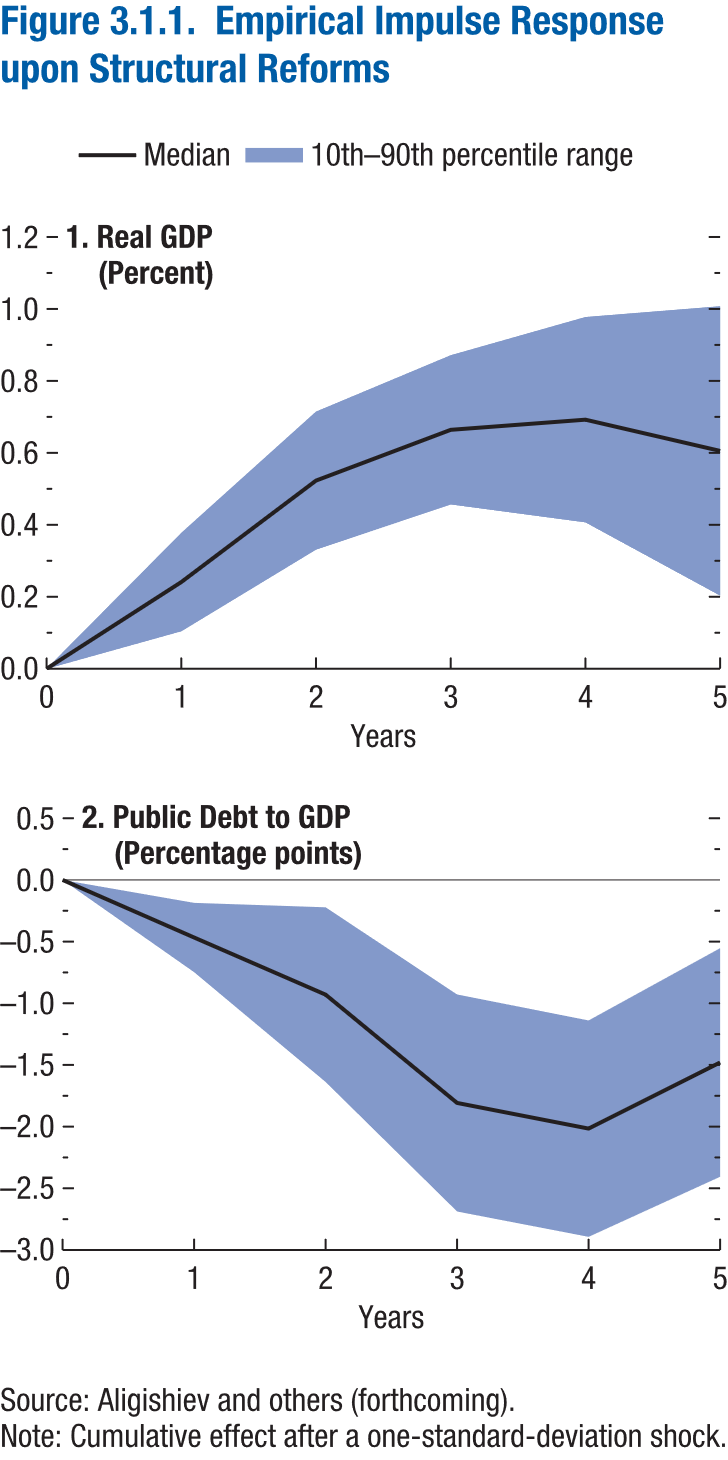 Figure 3.1.1. Empirical Impulse Response
upon Structural Reforms
Median 10th–90th percentile range
1. Real GDP
(Percent)
1.2
1.0
0.8
0.6
0.4
0.2
0.0
0 1 2 3 4 5
Years
2. Public Debt to GDP
(Percentage points)
0.5
0.0
–0.5
–1.0
–1.5
–2.0
–2.5
–3.0
0 1 2 3 4 5
Years
Source: Aligishiev and others (forthcoming).
Note: Cumulative effect after a one-standard-deviation shock.